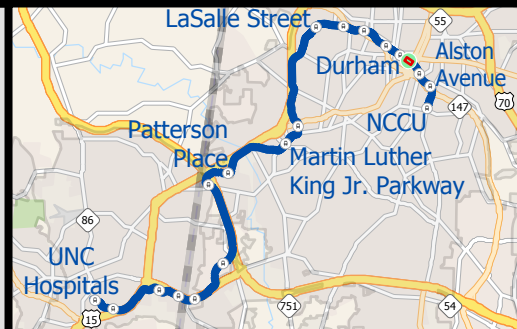 LaSalle Street
55
Alston
Avenue
Durham
70
147
NCCU
Patterson
Place
Martin Luther
King Jr. Parkway
86
UNC
Hospitals
15
751
54